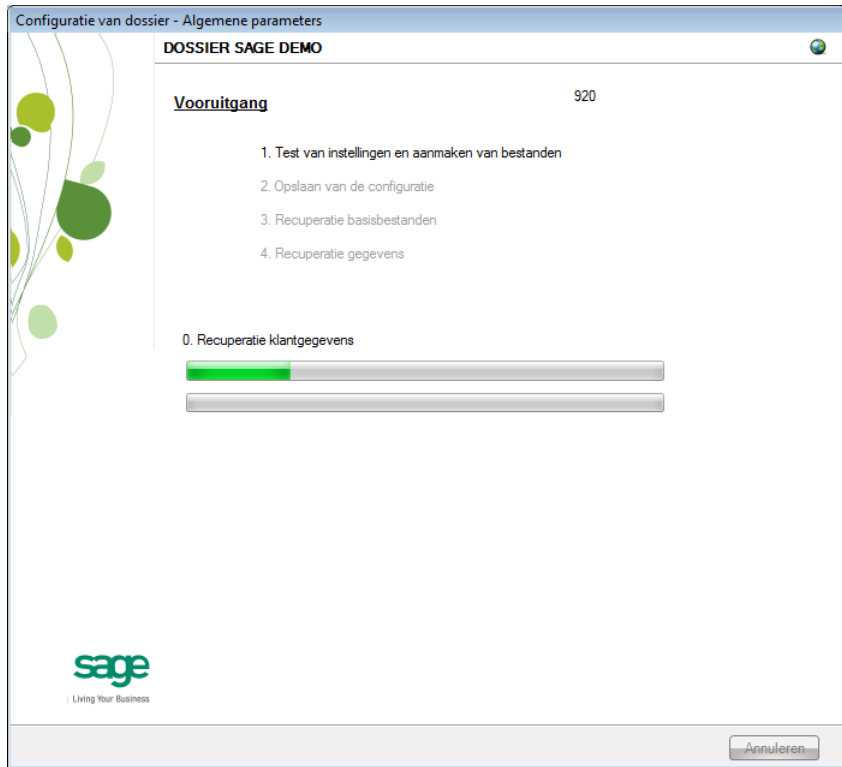 Configuratie van dossier - Algemene parameters
DOSSIER SAGE DEMO
Vooruitgang
920
1. Test van instellingen en aanmaken van bestanden
2. Opslaan van de configuratie
3. Recuperatie basisbestanden
4. Recuperatie gegevens
0. Recuperatie klantgegevens
sage
Living Your Business
Annuleren